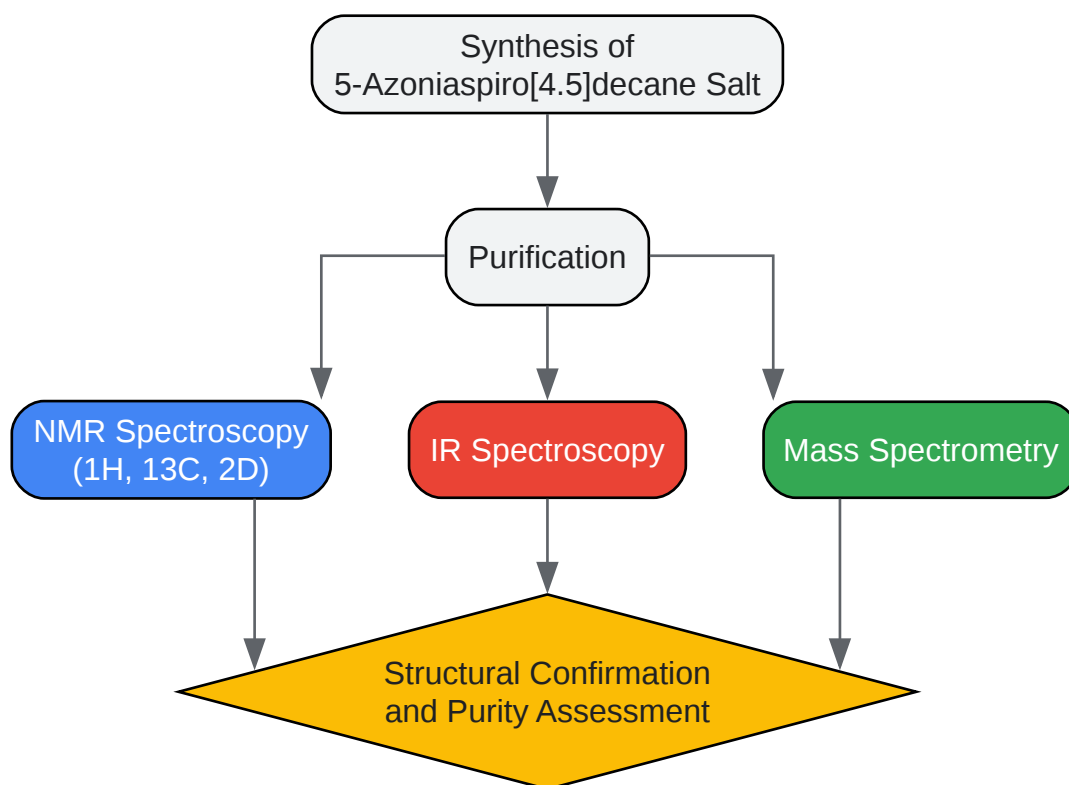 Synthesis of
5-Azoniaspiro[4.5]decane Salt
Purification
NMR Spectroscopy
(1H, 13C, 2D)
IR Spectroscopy
Mass Spectrometry
Structural Confirmation
and Purity Assessment